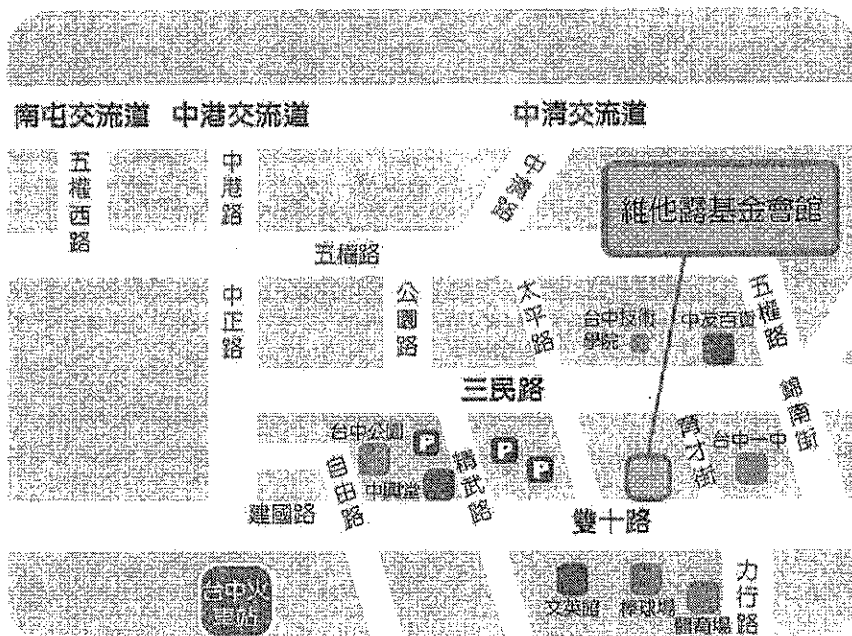 南屯交流道
中港交流道
中清交流道
五權西路
中港路
中清路
維他露基金會館
五權路
中正路
公園路
太平路
台中技術
學院
中友百貨
五權路
三民路
錦南街
台中公園
P
P
P
育才街
台中一中
自由路
中興堂
精武路
建國路
雙十路
台中火
車站
文英館
棒球場
體育場
力行路